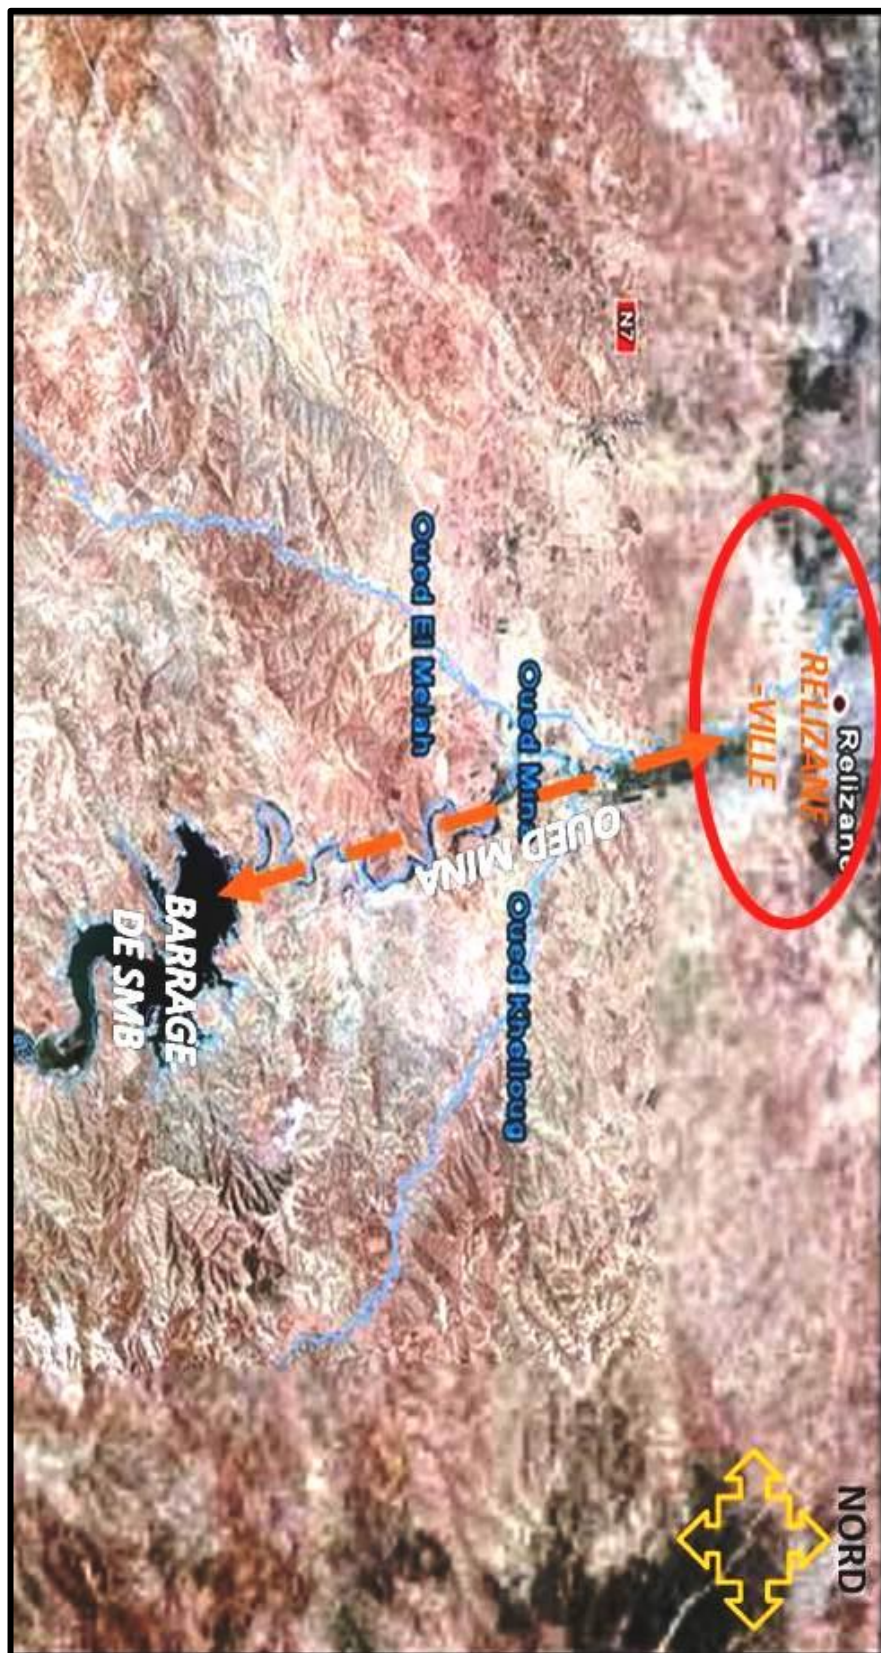 NORD
Relizane
RELIZANE
-VILLE
N7
Oued Mina
OUED MINA
Oued Khelloug
Oued El Melah
BARRAGE
DE SMB